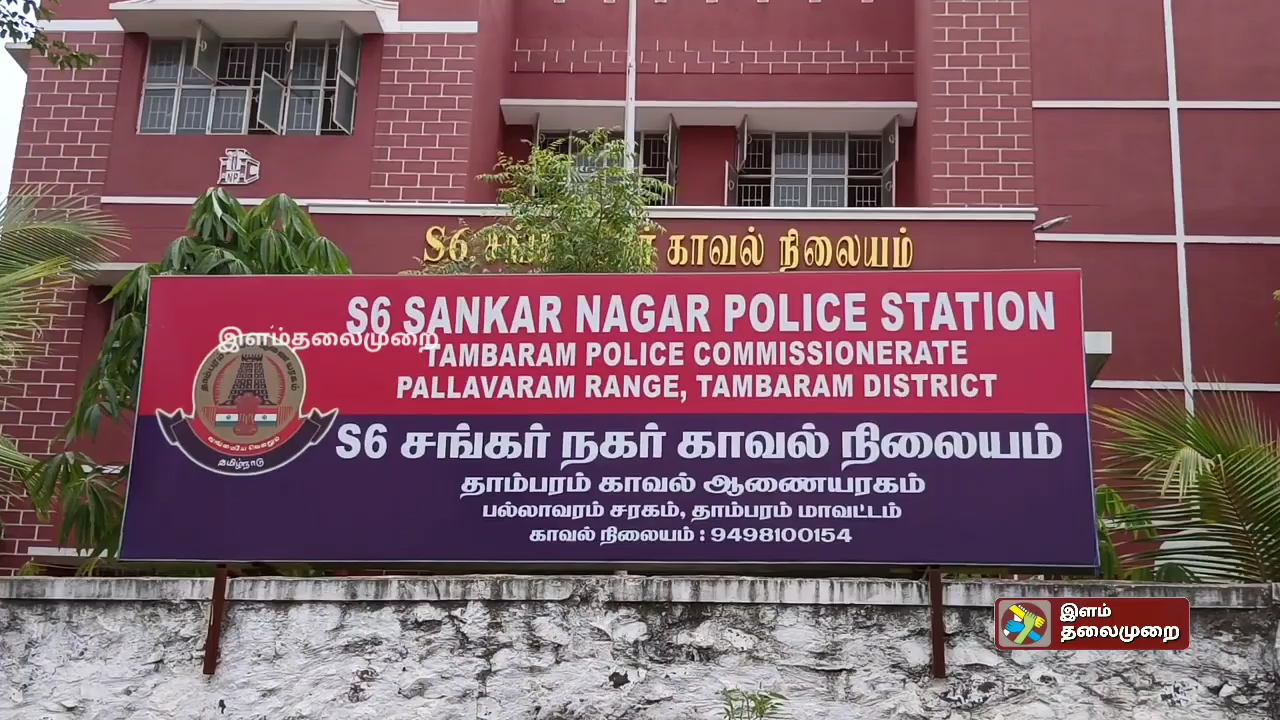 NP
S6 காவல் நிலையம்
S6 SANKAR NAGAR POLICE STATION
இளம்தலைமுறை
TAMBARAM POLICE COMMISSIONERATE
PALLAVARAM RANGE, TAMBARAM DISTRICT
தமிழ்நாடு
S6 சங்கர் நகர் காவல் நிலையம்
தாம்பரம் காவல் ஆணையரகம்
பல்லாவரம் சரகம், தாம்பரம் மாவட்டம்
காவல் நிலையம் : 9498100154
இளம்
தலைமுறை